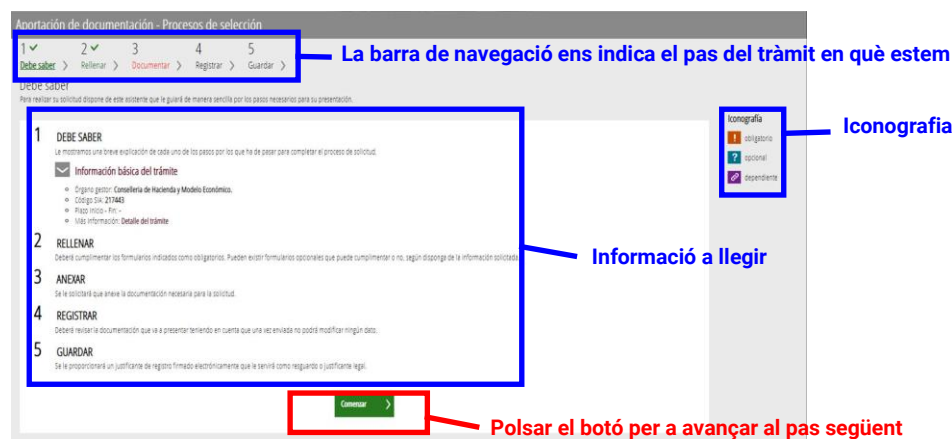 Aportación de documentación - Procesos de selección
1 2 3 4 5
Debe saber Rellenar Documentar Registrar Guardar
La barra de navegació ens indica el pas del tràmit en què estem
Debe saber
Para realizar su solicitud dispone de este asistente que le guiará de manera sencilla por los pasos necesarios para su presentación.
1 DEBE SABER
Le mostramos una breve explicación de cada uno de los pasos por los que ha de pasar para completar el proceso de solicitud.
Información básica del trámite
Órgano gestor: Conselleria de Hacienda y Modelo Económico.
Código SIA: 217443
Plazo Inicio - Fin: -
Más información: Detalle del trámite
2 RELLENAR
Deberá cumplimentar los formularios indicados como obligatorios. Pueden existir formularios opcionales que puede cumplimentar o no, según disponga de la información solicitada.
3 ANEXAR
Se le solicitará que anexe la documentación necesaria para la solicitud.
4 REGISTRAR
Deberá revisar la documentación que va a presentar teniendo en cuenta que una vez enviada no podrá modificar ningún dato.
5 GUARDAR
Se le proporcionará un justificante de registro firmado electrónicamente que le servirá como resguardo o justificante legal.
Comenzar
Iconografía
! obligatorio
? opcional
dependiente
Iconografia
Informació a llegir
Polsar el botó per a avançar al pas següent